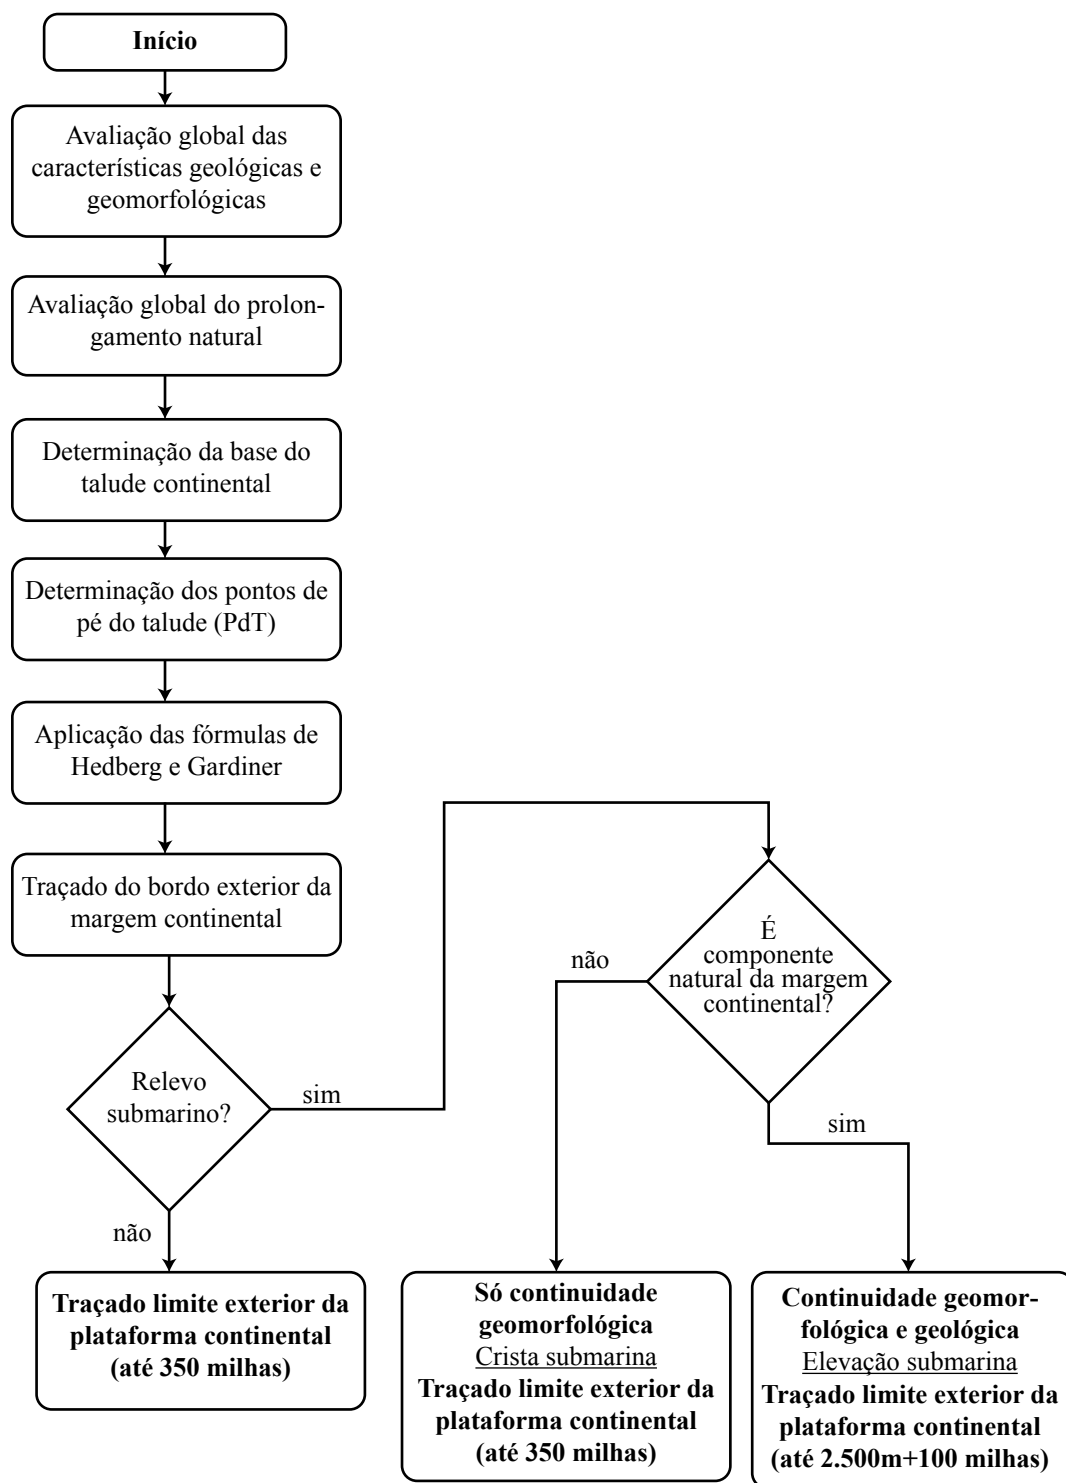 Início
Avaliação global das
características geológicas e
geomorfológicas
Avaliação global do prolon-
gamento natural
Determinação da base do
talude continental
Determinação dos pontos de
pé do talude (PdT)
Aplicação das fórmulas de
Hedberg e Gardiner
Traçado do bordo exterior da
margem continental
Relevo
submarino?
sim
não
É
componente
natural da margem
continental?
não
sim
Traçado limite exterior da
plataforma continental
(até 350 milhas)
Só continuidade
geomorfológica
Crista submarina
Traçado limite exterior da
plataforma continental
(até 350 milhas)
Continuidade geomor-
fológica e geológica
Elevação submarina
Traçado limite exterior da
plataforma continental
(até 2.500m+100 milhas)